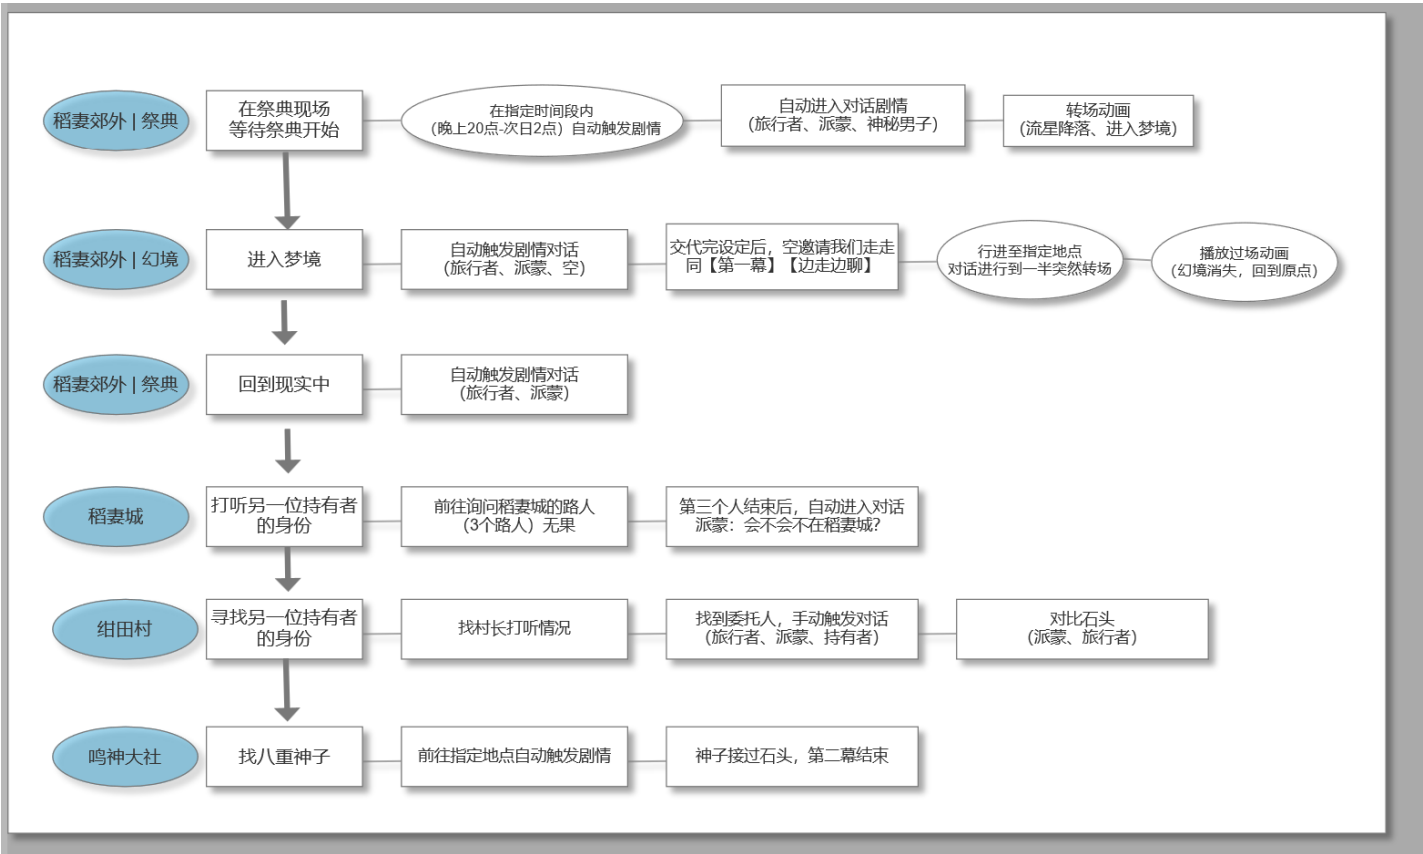 稻妻郊外 | 祭典
在祭典现场
等待祭典开始
在指定时间段内
（晚上20点-次日2点）自动触发剧情
自动进入对话剧情
（旅行者、派蒙、神秘男子）
转场动画
（流星降落、进入梦境）
稻妻郊外 | 幻境
进入梦境
自动触发剧情对话
（旅行者、派蒙、空）
交代完设定后，空邀请我们走走
同【第一幕】【边走边聊】
行进至指定地点
对话进行到一半突然转场
播放过场动画
（幻境消失，回到原点）
稻妻郊外 | 祭典
回到现实中
自动触发剧情对话
（旅行者、派蒙）
稻妻城
打听另一位持有者
的身份
前往询问稻妻城的路人
（3个路人）无果
第三个人结束后，自动进入对话
派蒙：会不会不在稻妻城？
绀田村
寻找另一位持有者
的身份
找村长打听情况
找到委托人，手动触发对话
（旅行者、派蒙、持有者）
对比石头
（派蒙、旅行者）
鸣神大社
找八重神子
前往指定地点自动触发剧情
神子接过石头，第二幕结束